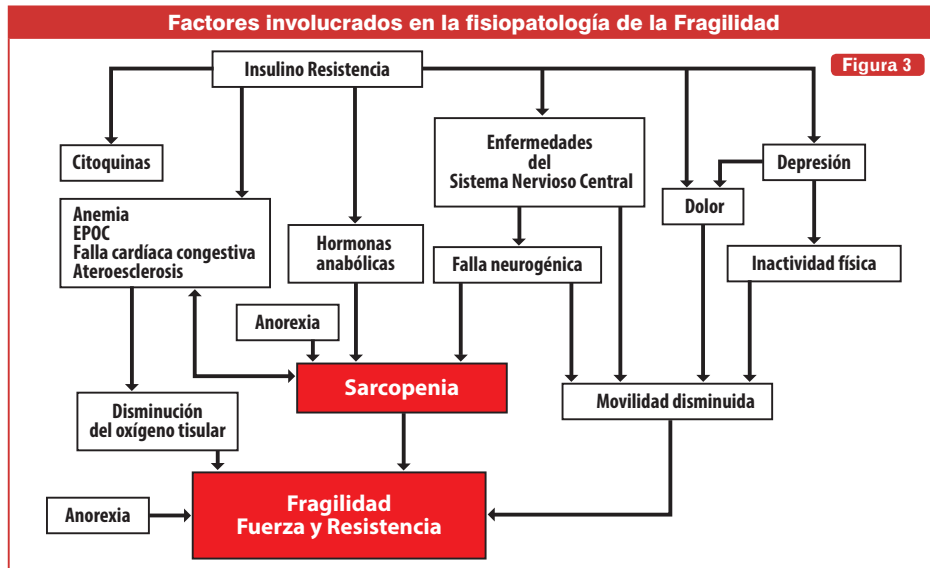 Factores involucrados en la fisiopatología de la Fragilidad
Figura 3
Insulino Resistencia
Citoquinas
Enfermedades
del
Sistema Nervioso Central
Depresión
Dolor
Anemia
EPOC
Falla cardíaca congestiva
Ateroesclerosis
Hormonas
anabólicas
Falla neurogénica
Inactividad física
Anorexia
Sarcopenia
Movilidad disminuida
Disminución
del oxígeno tisular
Anorexia
Fragilidad
Fuerza y Resistencia